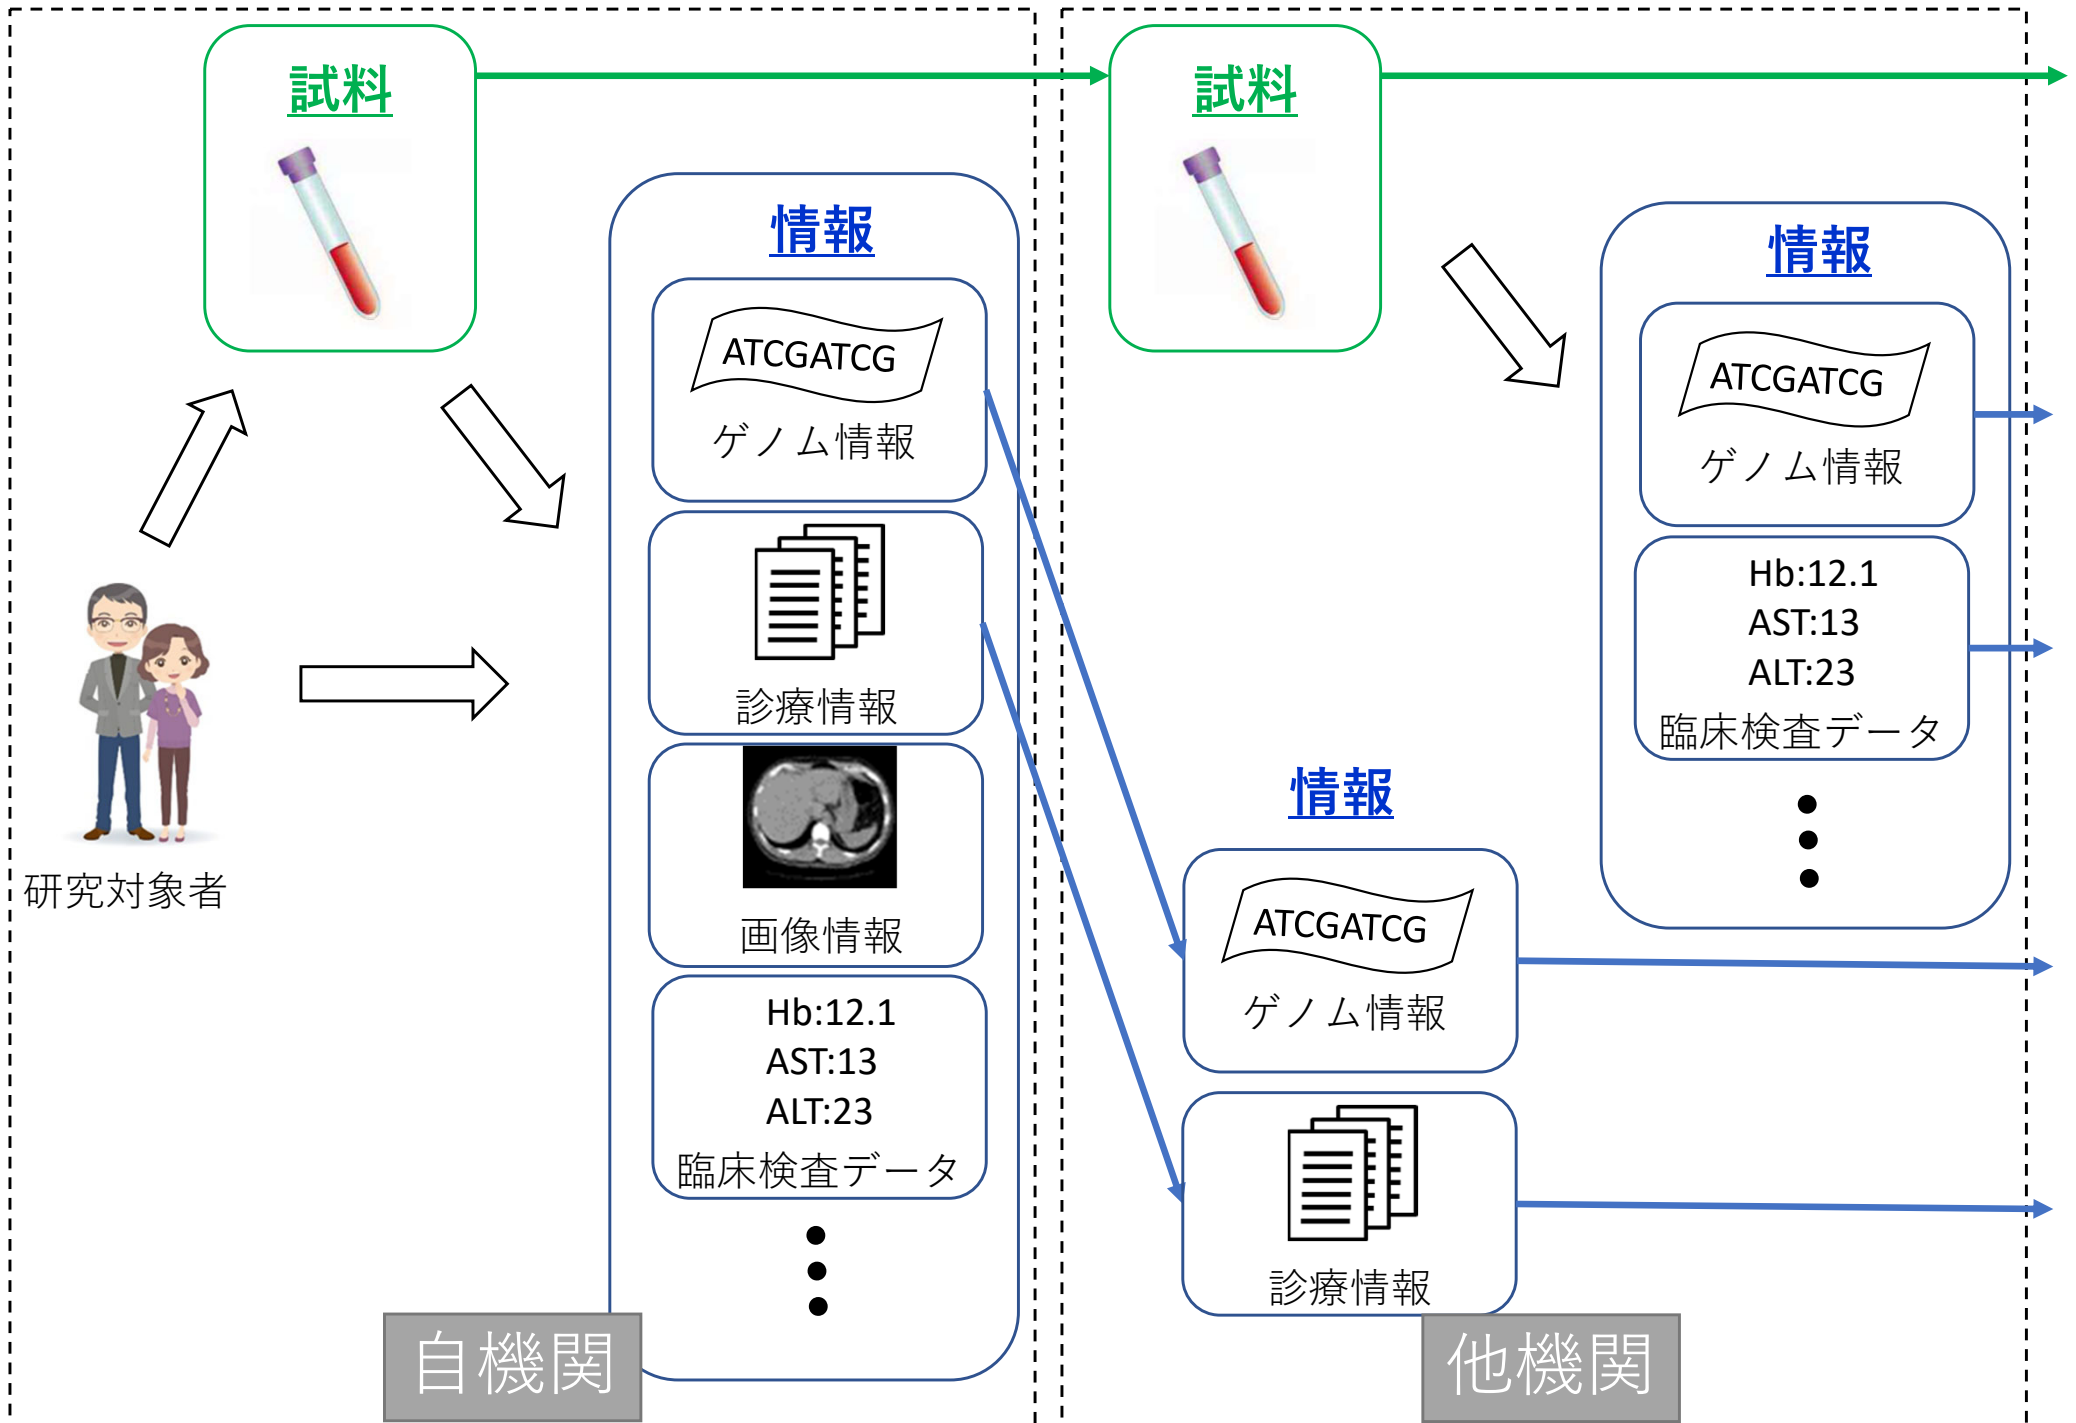 試料
情報
ATCGATCG
ゲノム情報
診療情報
画像情報
Hb:12.1
AST:13
ALT:23
臨床検査データ
研究対象者
自機関
試料
情報
ATCGATCG
ゲノム情報
Hb:12.1
AST:13
ALT:23
臨床検査データ
情報
ATCGATCG
ゲノム情報
診療情報
他機関